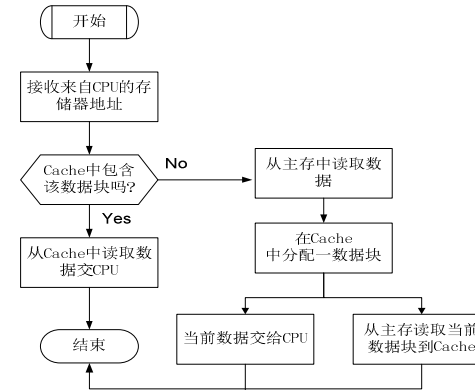 开始
接收来自CPU的存
储器地址
Cache中包含
该数据块吗?
No
从主存中读取数
据
Yes
在Cache
中分配一数据块
从Cache中读取数
据交CPU
当前数据交给CPU
从主存读取当前
数据块到Cache
结束